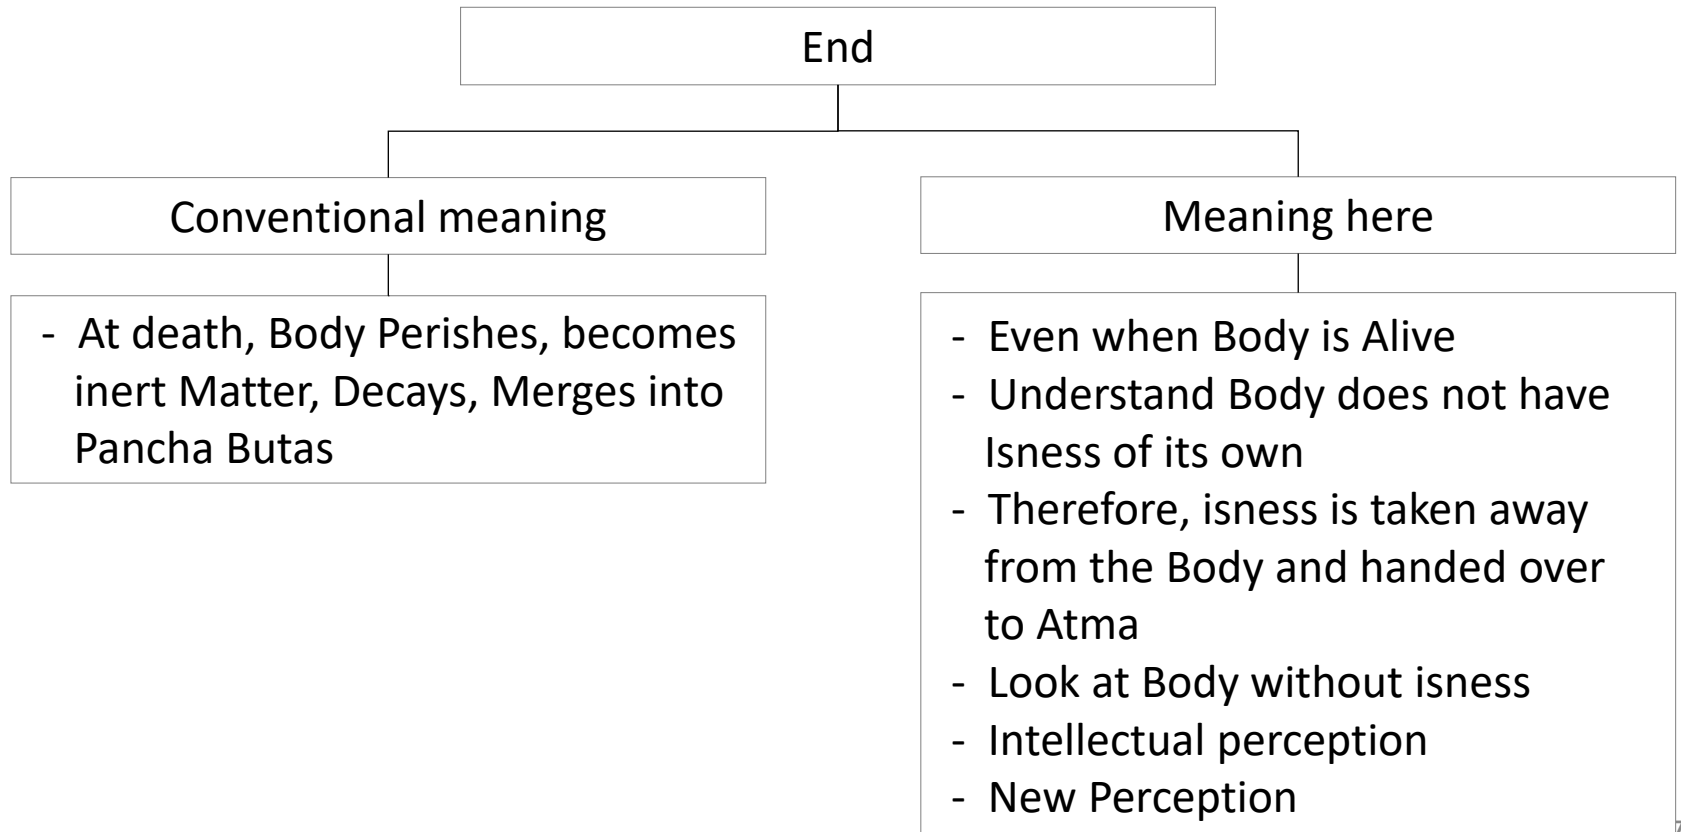 End
Conventional meaning
- At death, Body Perishes, becomes
inert Matter, Decays, Merges into
Pancha Butas
Meaning here
- Even when Body is Alive
- Understand Body does not have
Isness of its own
- Therefore, isness is taken away
from the Body and handed over
to Atma
- Look at Body without isness
- Intellectual perception
- New Perception